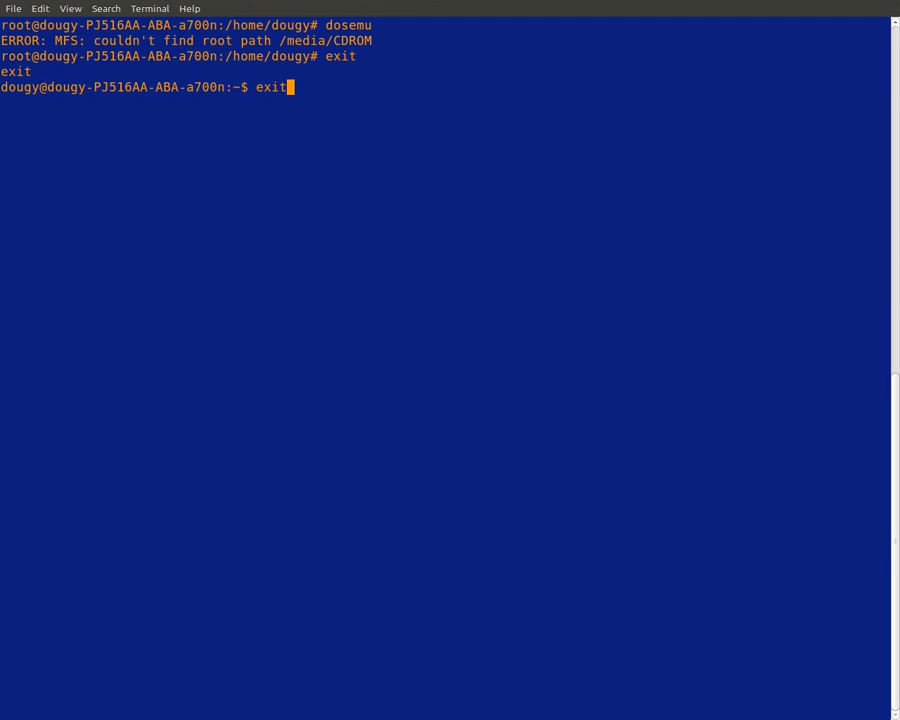 File Edit View Search Terminal Help
root@dougy-PJ516AA-ABA-a700n:/home/dougy# dosemu
ERROR: MFS: couldn't find root path /media/CDROM
root@dougy-PJ516AA-ABA-a700n:/home/dougy# exit
exit
dougy@dougy-PJ516AA-ABA-a700n:~$ exit